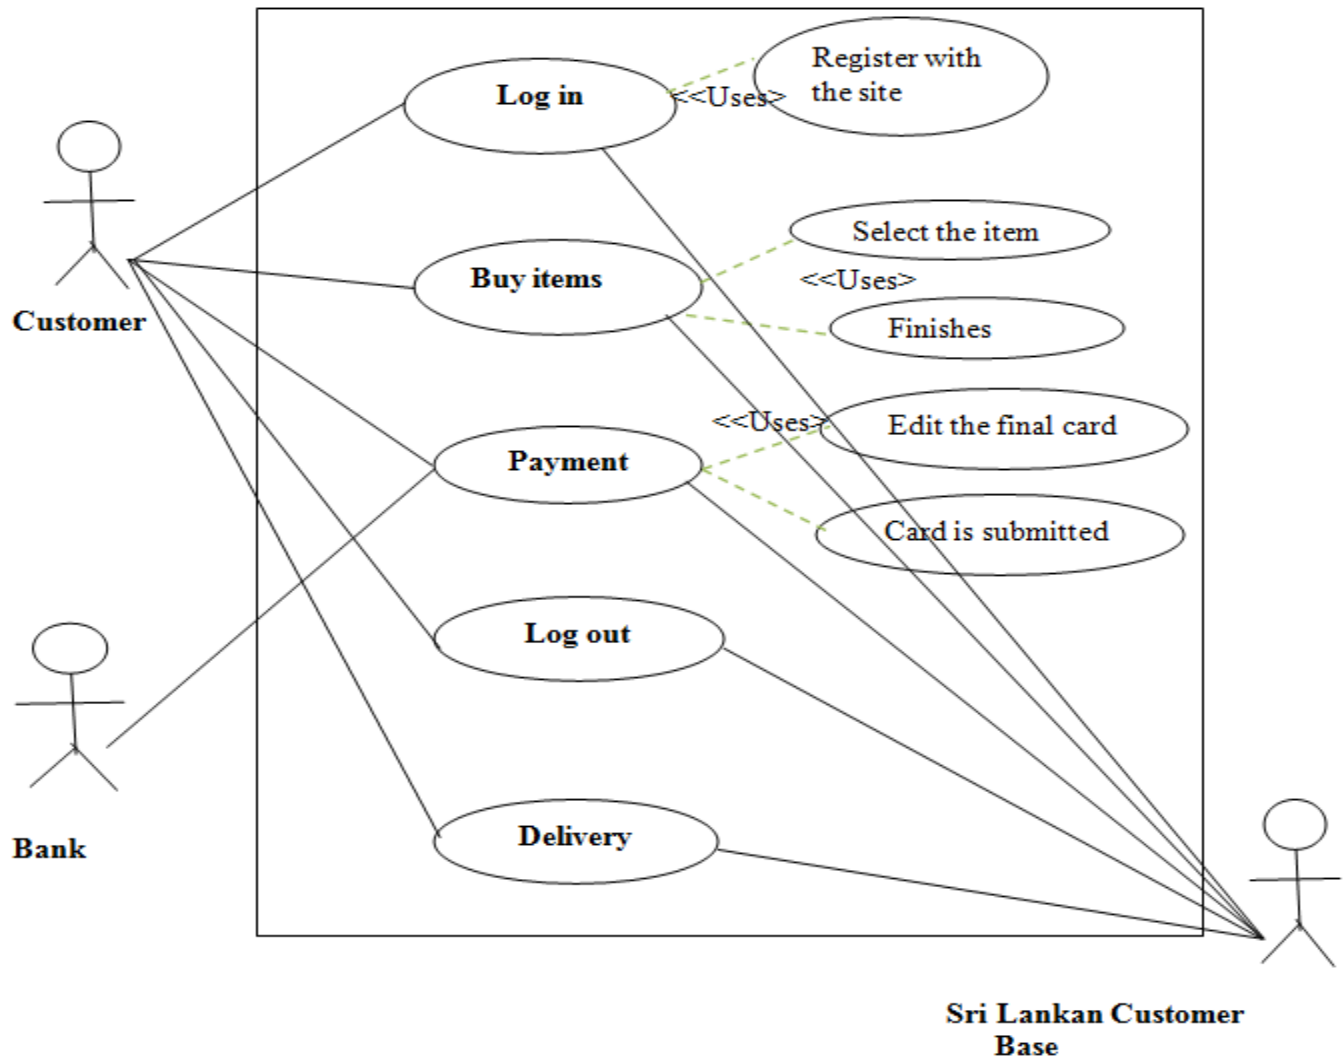 Register with
the site
Log in
<<Uses>
Select the item
Buy items
<<Uses>
Customer
Finishes
<<Uses>
Edit the final card
Payment
Card is submitted
Log out
Bank
Delivery
Sri Lankan Customer
Base